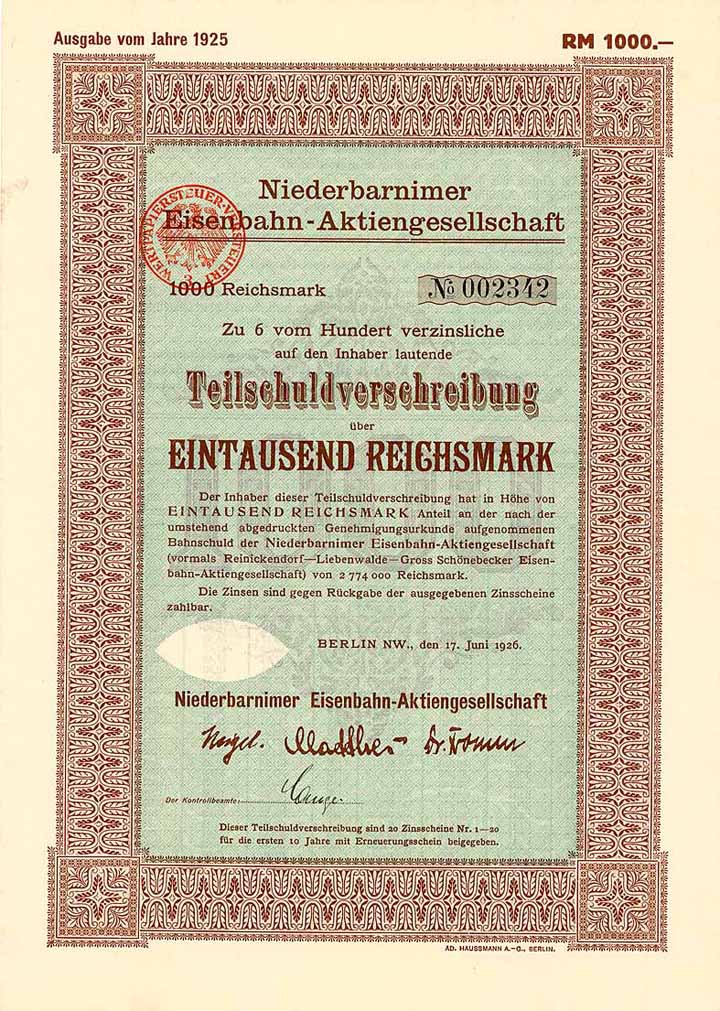 Ausgabe vom Jahre 1925
RM 1000.—
Niederbarnimer
Eisenbahn-Aktiengesellschaft
WERTPAPIERSTEUER-VERSTEUERT
3
1000 Reichsmark
№ 002342
Zu 6 vom Hundert verzinsliche
auf den Inhaber lautende
Teilschuldverschreibung
über
EINTAUSEND REICHSMARK
Der Inhaber dieser Teilschuldverschreibung hat in Höhe von
EINTAUSEND REICHSMARK Anteil an der nach der
umstehend abgedruckten Genehmigungsurkunde aufgenommenen
Bahnschuld der Niederbarnimer Eisenbahn-Aktiengesellschaft
(vormals Reinickendorf—Liebenwalde—Gross Schönebecker Eisen-
bahn-Aktiengesellschaft) von 2 774 000 Reichsmark.
Die Zinsen sind gegen Rückgabe der ausgegebenen Zinsscheine
zahlbar.
BERLIN NW., den 17. Juni 1926.
Niederbarnimer Eisenbahn-Aktiengesellschaft
Der Kontrollbeamte:
Dieser Teilschuldverschreibung sind 20 Zinsscheine Nr. 1—20
für die ersten 10 Jahre mit Erneuerungsschein beigegeben.
AD. HAUSSMANN A.-G., BERLIN.